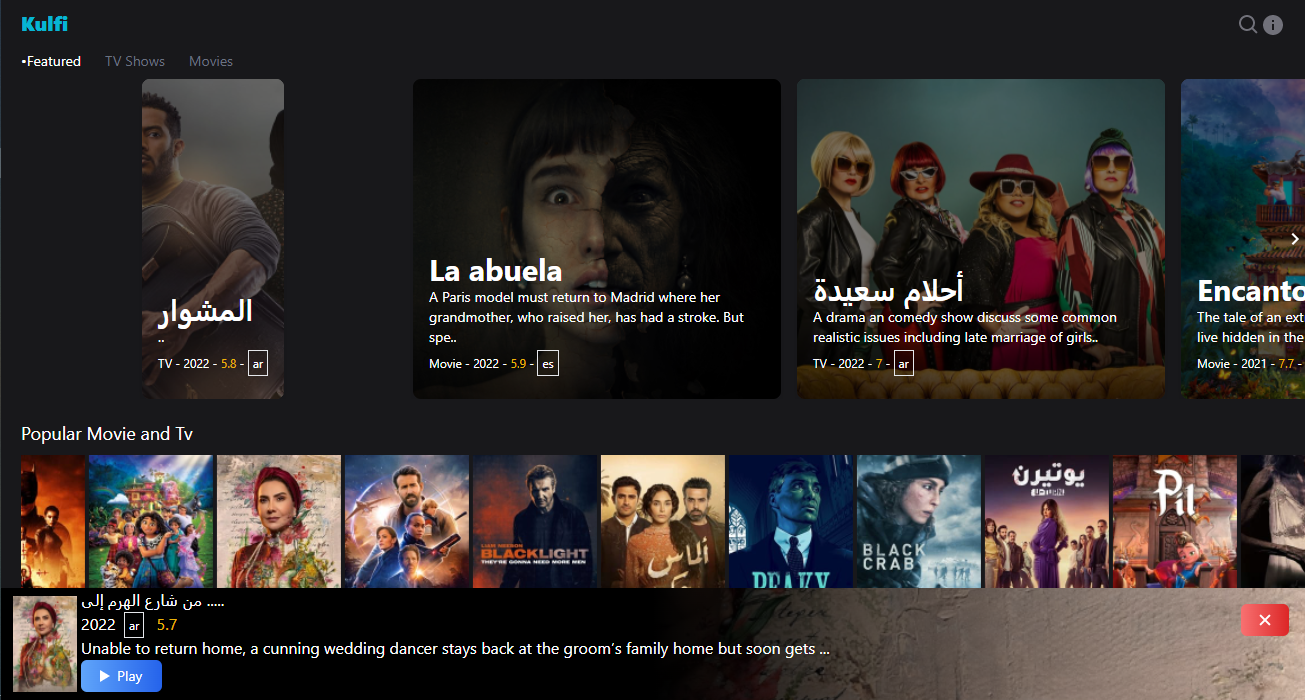 Kulfi
•Featured TV Shows Movies
المشوار
..
TV - 2022 - 5.8 - ar
La abuela
A Paris model must return to Madrid where her
grandmother, who raised her, has had a stroke. But
spe..
Movie - 2022 - 5.9 - es
أحلام سعيدة
A drama an comedy show discuss some common
realistic issues including late marriage of girls..
TV - 2022 - 7 - ar
Encanto
The tale of an ext
live hidden in the
Movie - 2021 - 7.7 -
Popular Movie and Tv
LIAM NEESON
BLACKLIGHT
THEY'RE GONNA NEED MORE MEN
ألماس
PEAKY
BLACK
CRAB
يوتيرن
U-TURN
Pil
من شارع الهرم إلى .....
2022 ar 5.7
Unable to return home, a cunning wedding dancer stays back at the groom's family home but soon gets ...
Play